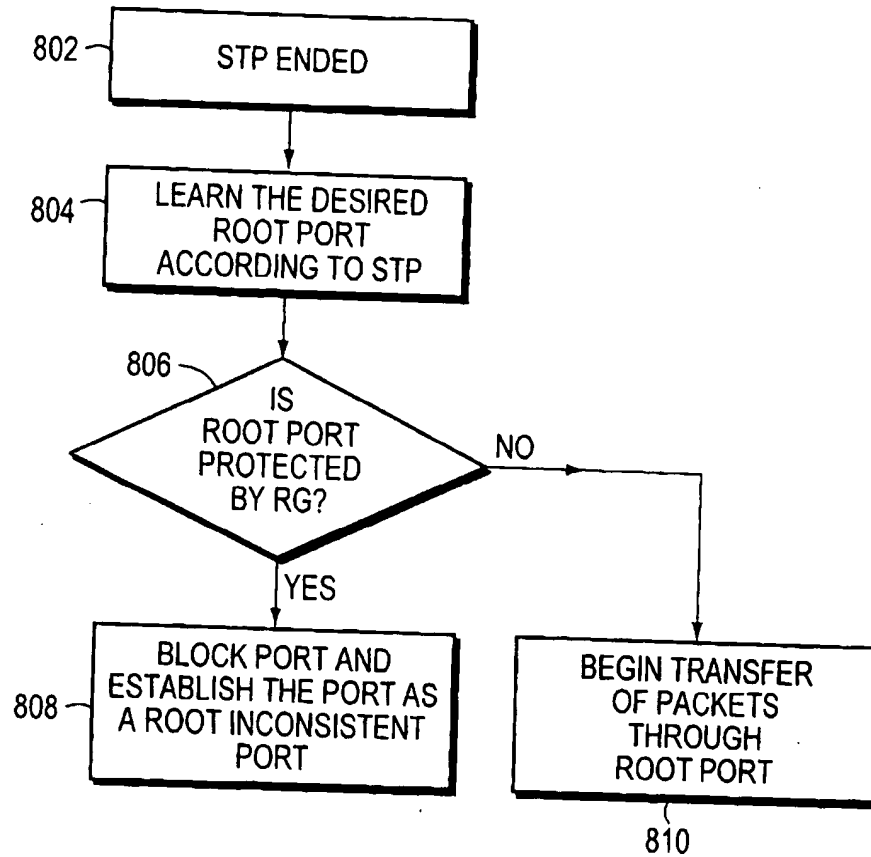 802
STP ENDED
804
LEARN THE DESIRED
ROOT PORT
ACCORDING TO STP
806
IS
ROOT PORT
PROTECTED
BY RG?
NO
YES
808
BLOCK PORT AND
ESTABLISH THE PORT AS
A ROOT INCONSISTENT
PORT
BEGIN TRANSFER
OF PACKETS
THROUGH
ROOT PORT
810